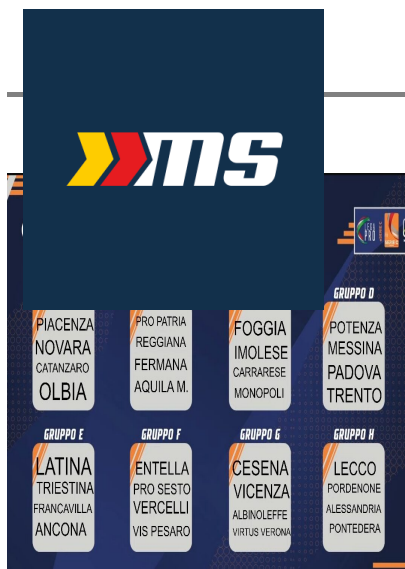 ms
GRUPPO D
PIACENZA
NOVARA
CATANZARO
OLBIA
PRO PATRIA
REGGIANA
FERMANA
AQUILA M.
FOGGIA
IMOLESE
CARRARESE
MONOPOLI
POTENZA
MESSINA
PADOVA
TRENTO
GRUPPO E
GRUPPO F
GRUPPO G
GRUPPO H
LATINA
TRIESTINA
FRANCAVILLA
ANCONA
ENTELLA
PRO SESTO
VERCELLI
VIS PESARO
CESENA
VICENZA
ALBINOLEFFE
VIRTUS VERONA
LECCO
PORDENONE
ALESSANDRIA
PONTEDERA